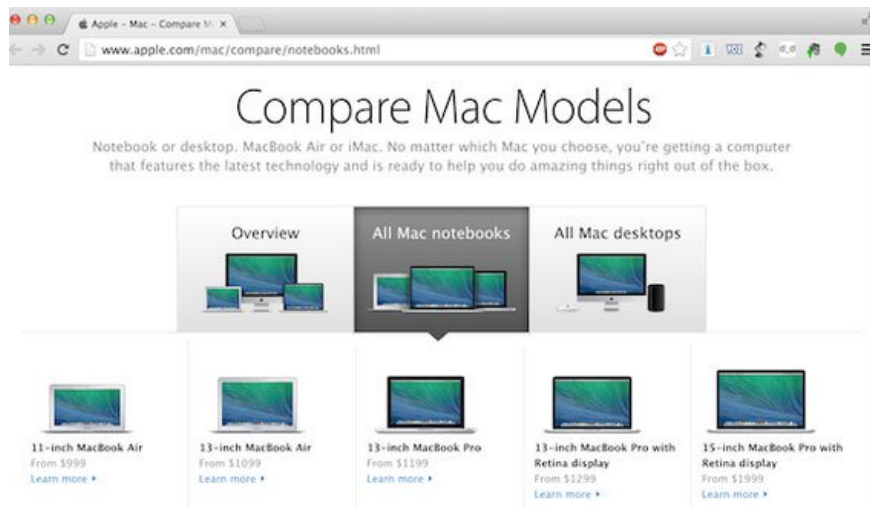 Apple - Mac - Compare M
www.apple.com/mac/compare/notebooks.html
Compare Mac Models
Notebook or desktop. MacBook Air or iMac. No matter which Mac you choose, you're getting a computer
that features the latest technology and is ready to help you do amazing things right out of the box.
Overview
All Mac notebooks
All Mac desktops
11-inch MacBook Air
From $999
Learn more
13-inch MacBook Air
From $1099
Learn more
13-inch MacBook Pro
From $1199
Learn more
13-inch MacBook Pro with
Retina display
From $1299
Learn more
15-inch MacBook Pro with
Retina display
From $1999
Learn more